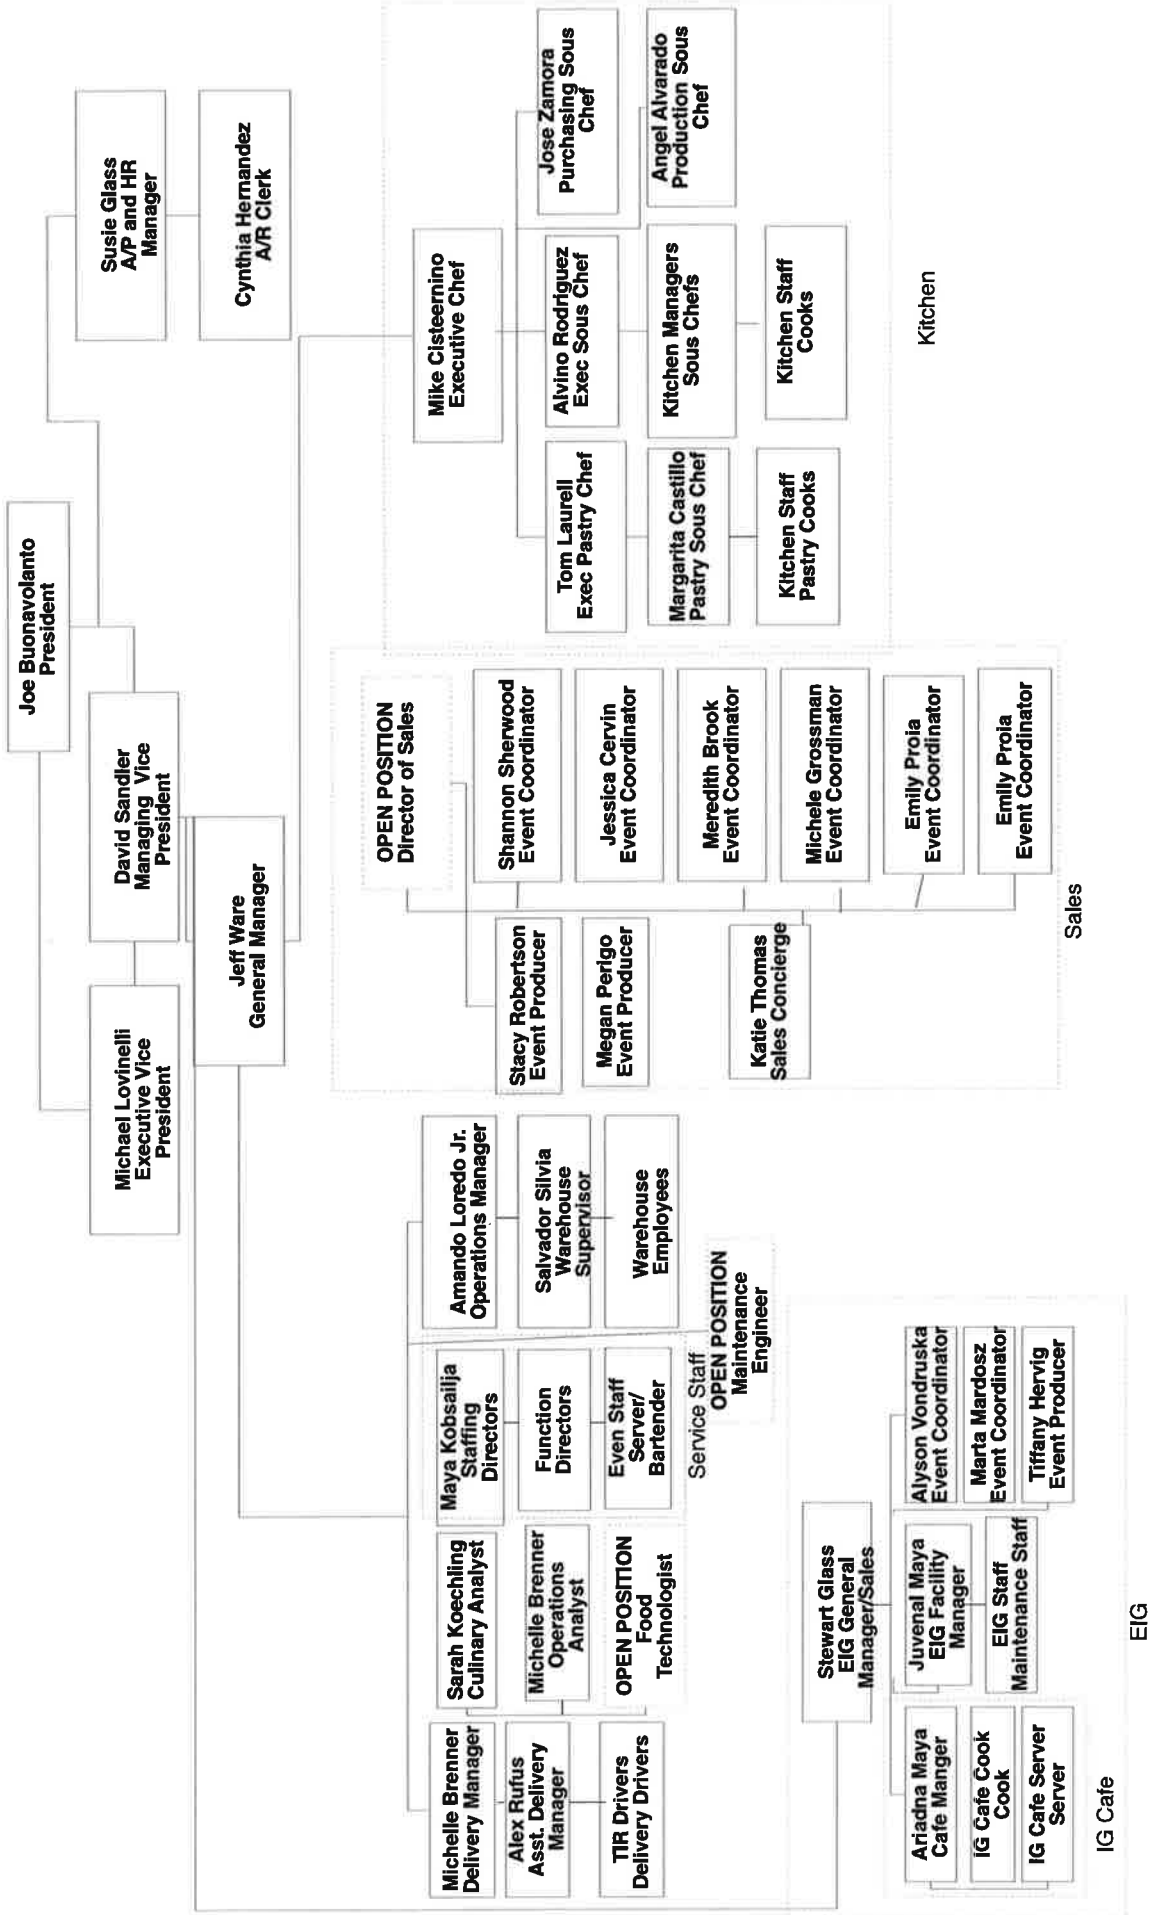 Joe Buonavolanto
President
Michael Lovinelli
Executive Vice
President
David Sandler
Managing Vice
President
Susie Glass
A/P and HR
Manager
Cynthia Hernandez
A/R Clerk
Jeff Ware
General Manager
Michelle Brenner
Delivery Manager
Alex Rufus
Asst. Delivery
Manager
TIR Drivers
Delivery Drivers
Sarah Koechling
Culinary Analyst
Michelle Brenner
Operations
Analyst
OPEN POSITION
Food
Technologist
Maya Kobsailja
Staffing
Directors
Function
Directors
Even Staff
Server/
Bartender
Service Staff
Amando Loredo Jr.
Operations Manager
Salvador Silvia
Warehouse
Supervisor
Warehouse
Employees
OPEN POSITION
Maintenance
Engineer
OPEN POSITION
Director of Sales
Stacy Robertson
Event Producer
Megan Perigo
Event Producer
Katie Thomas
Sales Concierge
Shannon Sherwood
Event Coordinator
Jessica Cervin
Event Coordinator
Meredith Brook
Event Coordinator
Michele Grossman
Event Coordinator
Emily Proia
Event Coordinator
Emily Proia
Event Coordinator
Sales
Mike Cisteernino
Executive Chef
Tom Laurell
Exec Pastry Chef
Margarita Castillo
Pastry Sous Chef
Kitchen Staff
Pastry Cooks
Alvino Rodriguez
Exec Sous Chef
Kitchen Managers
Sous Chefs
Kitchen Staff
Cooks
Jose Zamora
Purchasing Sous
Chef
Angel Alvarado
Production Sous
Chef
Kitchen
Stewart Glass
EIG General
Manager/Sales
Ariadna Maya
Cafe Manger
IG Cafe Cook
Cook
IG Cafe Server
Server
IG Cafe
Juvenal Maya
EIG Facility
Manager
EIG Staff
Maintenance Staff
Alyson Vondruska
Event Coordinator
Marta Mardosz
Event Coordinator
Tiffany Hervig
Event Producer
EIG